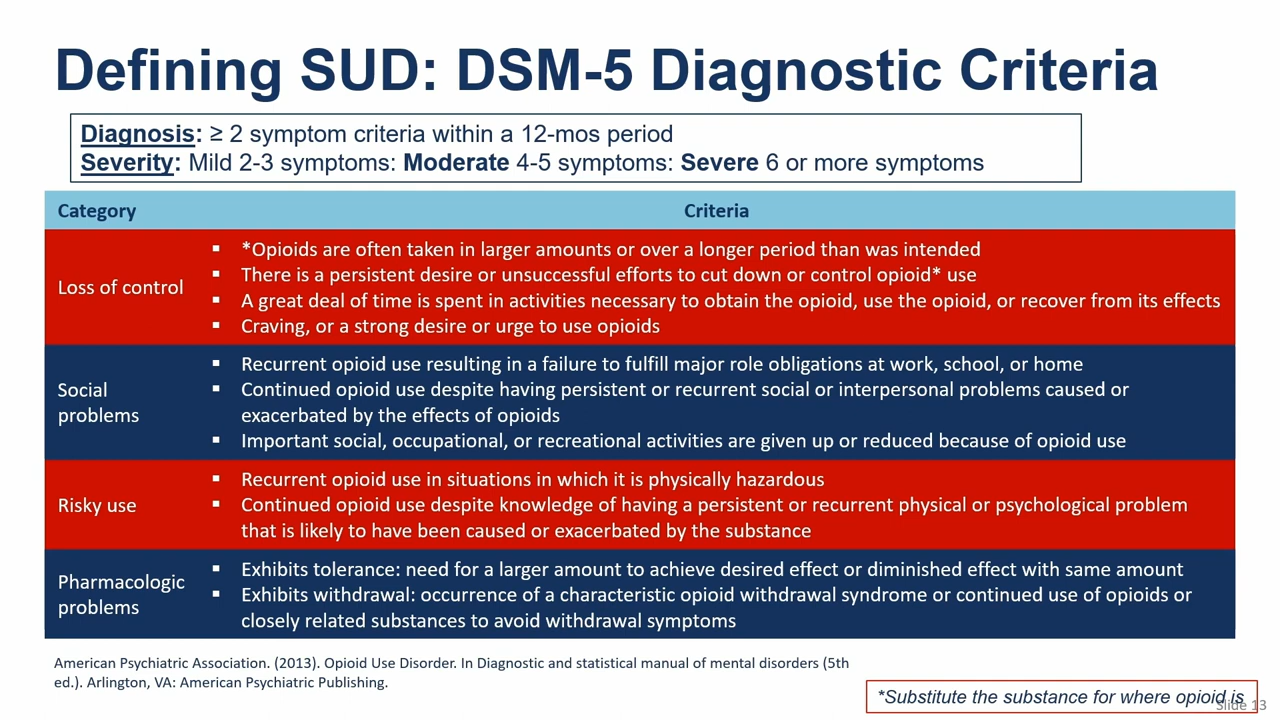 Defining SUD: DSM-5 Diagnostic Criteria
Diagnosis: ≥ 2 symptom criteria within a 12-mos period
Severity: Mild 2-3 symptoms: Moderate 4-5 symptoms: Severe 6 or more symptoms
Category Criteria
Loss of control
▪ *Opioids are often taken in larger amounts or over a longer period than was intended
▪ There is a persistent desire or unsuccessful efforts to cut down or control opioid* use
▪ A great deal of time is spent in activities necessary to obtain the opioid, use the opioid, or recover from its effects
▪ Craving, or a strong desire or urge to use opioids
Social
problems
▪ Recurrent opioid use resulting in a failure to fulfill major role obligations at work, school, or home
▪ Continued opioid use despite having persistent or recurrent social or interpersonal problems caused or
exacerbated by the effects of opioids
▪ Important social, occupational, or recreational activities are given up or reduced because of opioid use
Risky use
▪ Recurrent opioid use in situations in which it is physically hazardous
▪ Continued opioid use despite knowledge of having a persistent or recurrent physical or psychological problem
that is likely to have been caused or exacerbated by the substance
Pharmacologic
problems
▪ Exhibits tolerance: need for a larger amount to achieve desired effect or diminished effect with same amount
▪ Exhibits withdrawal: occurrence of a characteristic opioid withdrawal syndrome or continued use of opioids or
closely related substances to avoid withdrawal symptoms
American Psychiatric Association. (2013). Opioid Use Disorder. In Diagnostic and statistical manual of mental disorders (5th
ed.). Arlington, VA: American Psychiatric Publishing.
*Substitute the substance for where opioid is
Slide 13